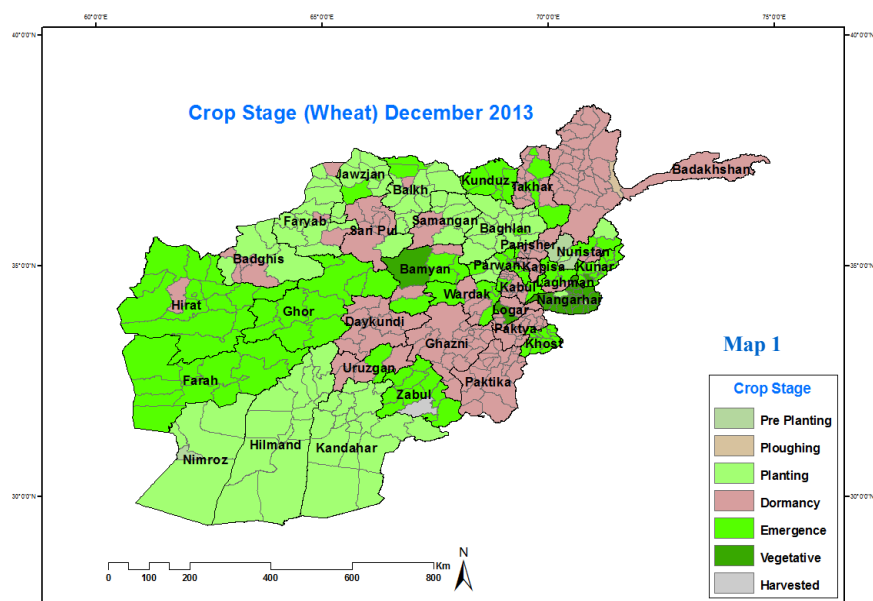 60°0'0"E 65°0'0"E 70°0'0"E 75°0'0"E
40°0'0"N 40°0'0"N
Crop Stage (Wheat) December 2013
Badakhshan
Jawzjan
Kunduz
Takhar
Balkh
Faryab
Samangan
Sari Pul
Baghlan
Panjsher
Nuristan
Badghis
35°0'0"N 35°0'0"N
Bamyan
Parwan
Kapisa
Kunar
Laghman
Kabul
Wardak
Nangarhar
Hirat
Ghor
Logar
Daykundi
Paktya
Ghazni
Khost
Map 1
Uruzgan
Farah
Paktika
Zabul
Crop Stage
Pre Planting
Ploughing
Planting
Dormancy
Emergence
Vegetative
Harvested
Hilmand
Kandahar
Nimroz
30°0'0"N 30°0'0"N
N
Km
0 100 200 400 600 800